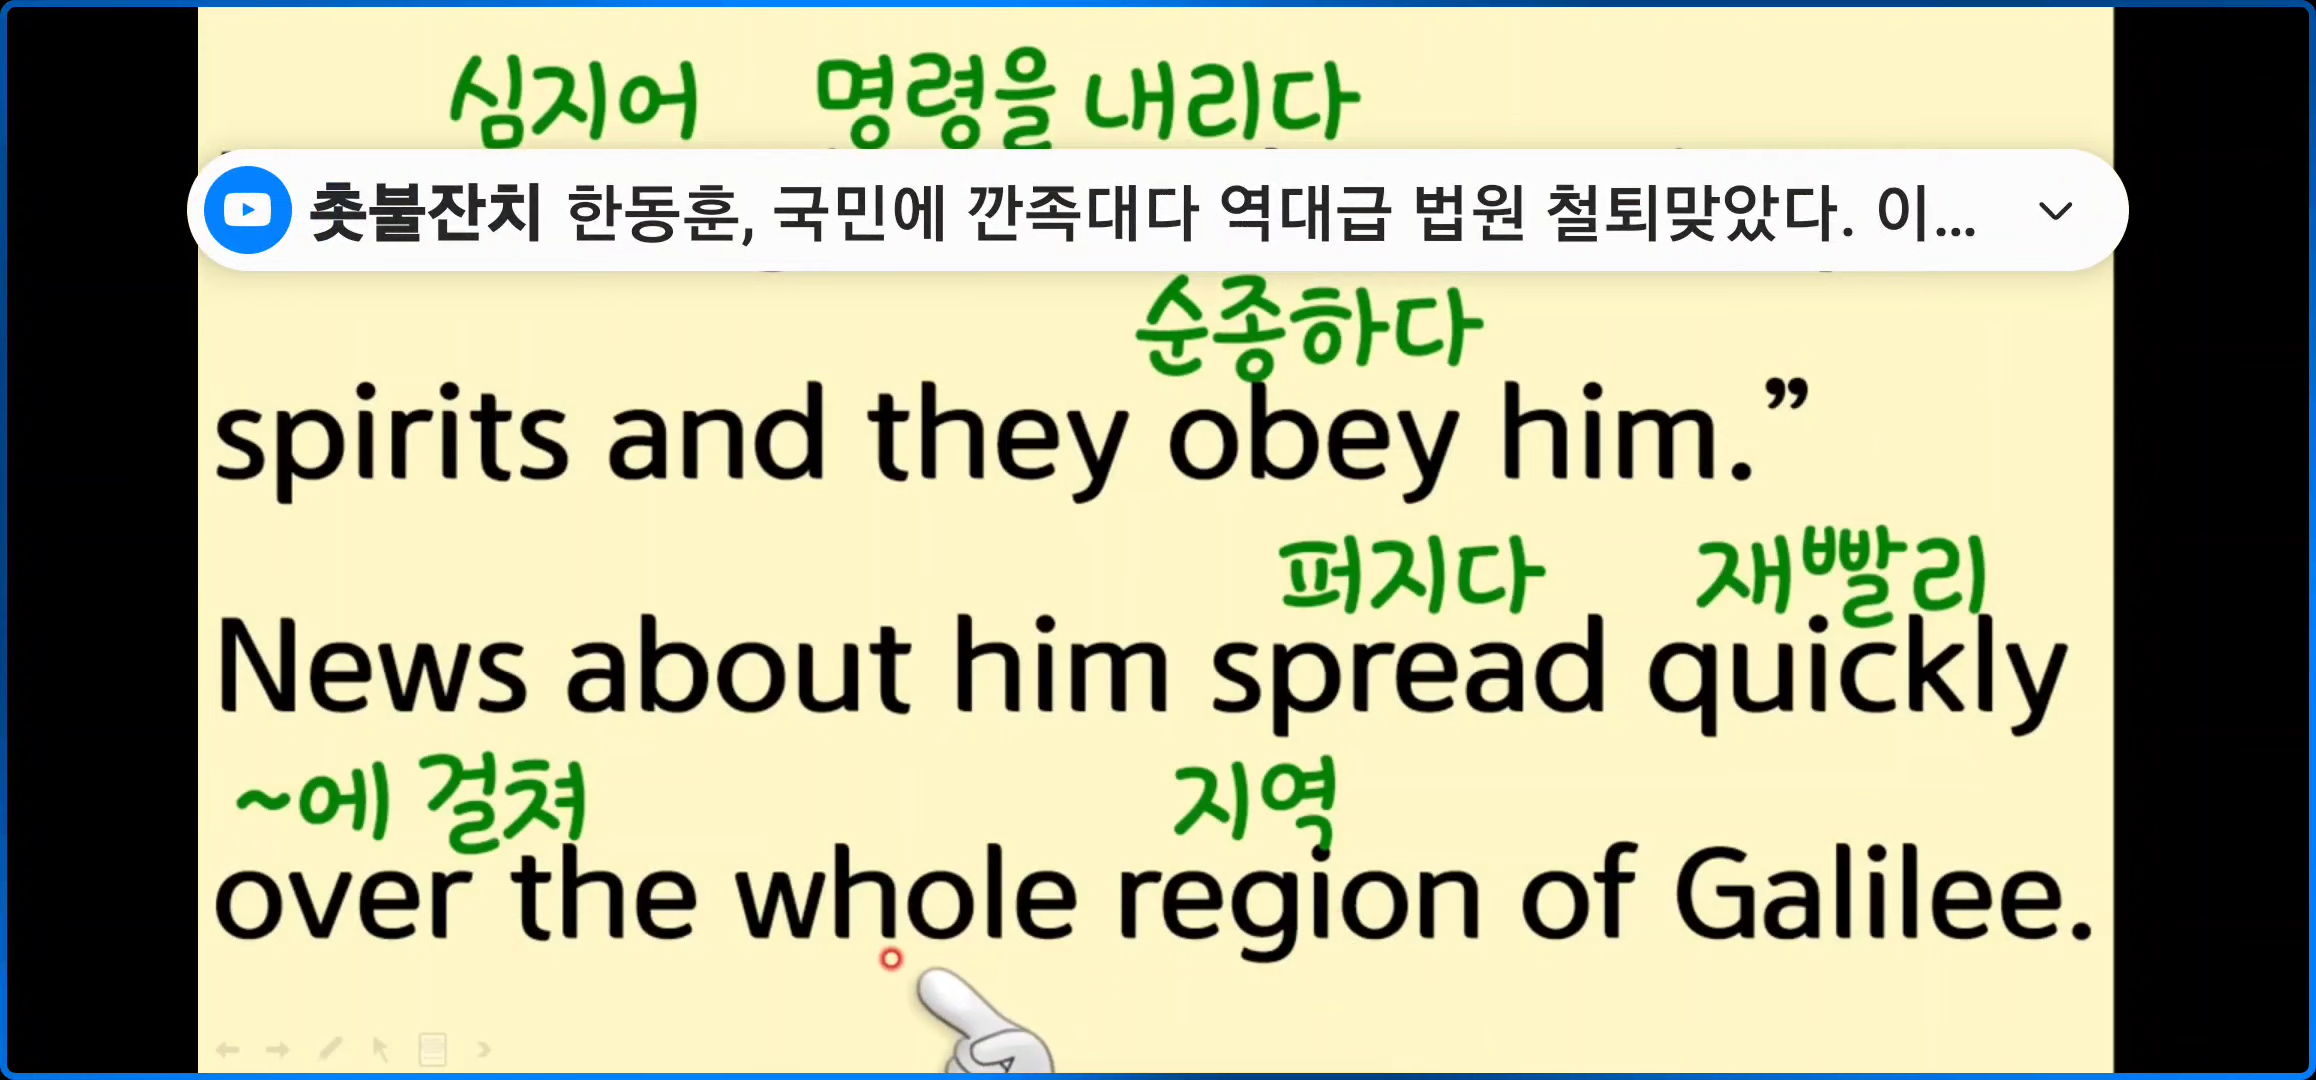 심지어 명령을 내리다
촛불잔치 한동훈, 국민에 깐족대다 역대급 법원 철퇴맞았다. 이...
순종하다
spirits and they obey him.”
퍼지다 재빨리
News about him spread quickly
~에 걸쳐 지역
over the whole region of Galilee.